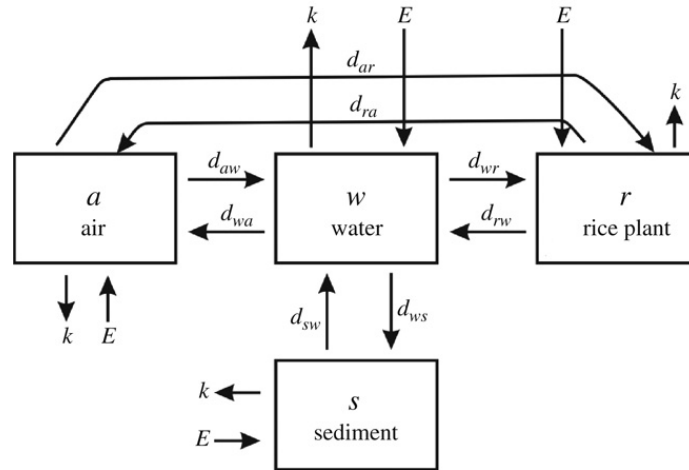 k
E
E
d_ar
k
d_ra
a
air
d_aw
d_wa
w
water
d_wr
d_rw
r
rice plant
k
E
d_sw
d_ws
k
E
s
sediment